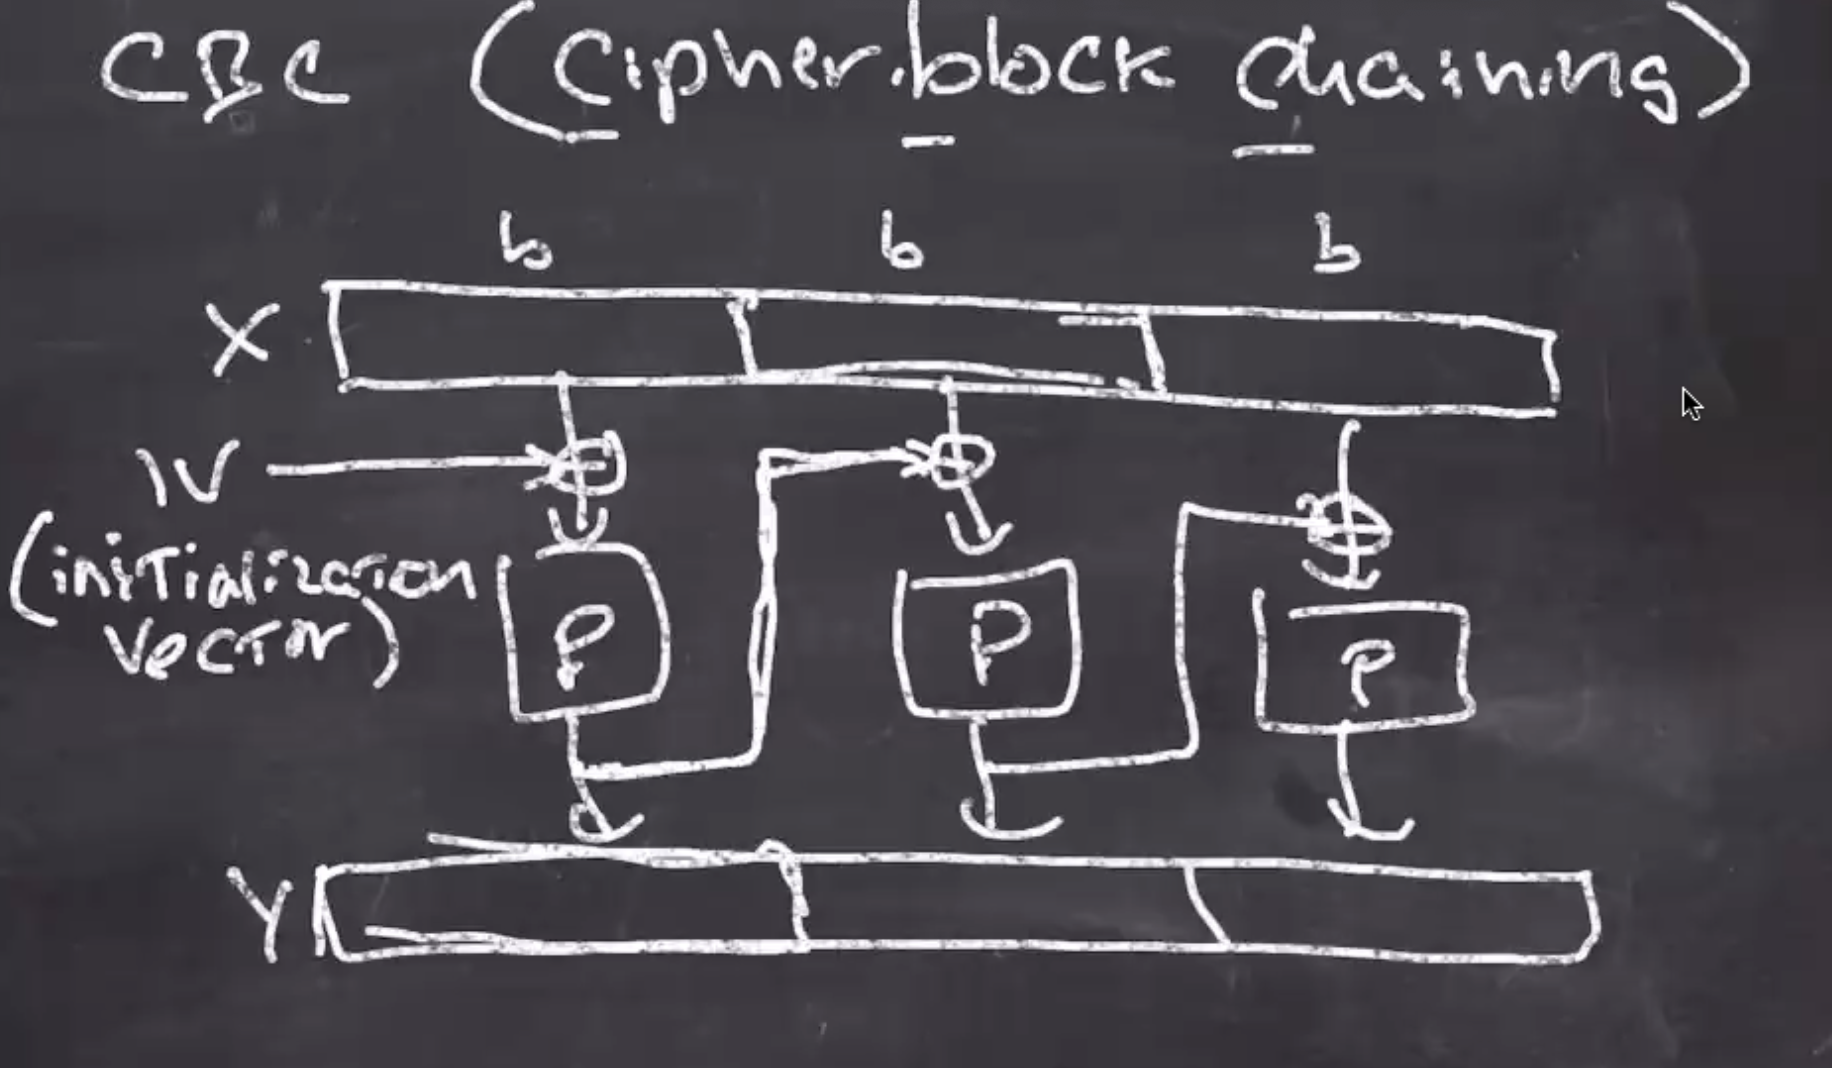 CBC (Cipher.block chaining)
b b b
X
IV
(initialization
vector)
P P P
Y